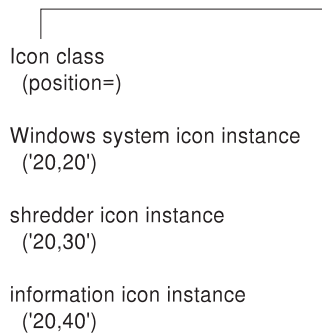 Icon class
(position=)
Windows system icon instance
('20,20')
shredder icon instance
('20,30')
information icon instance
('20,40')